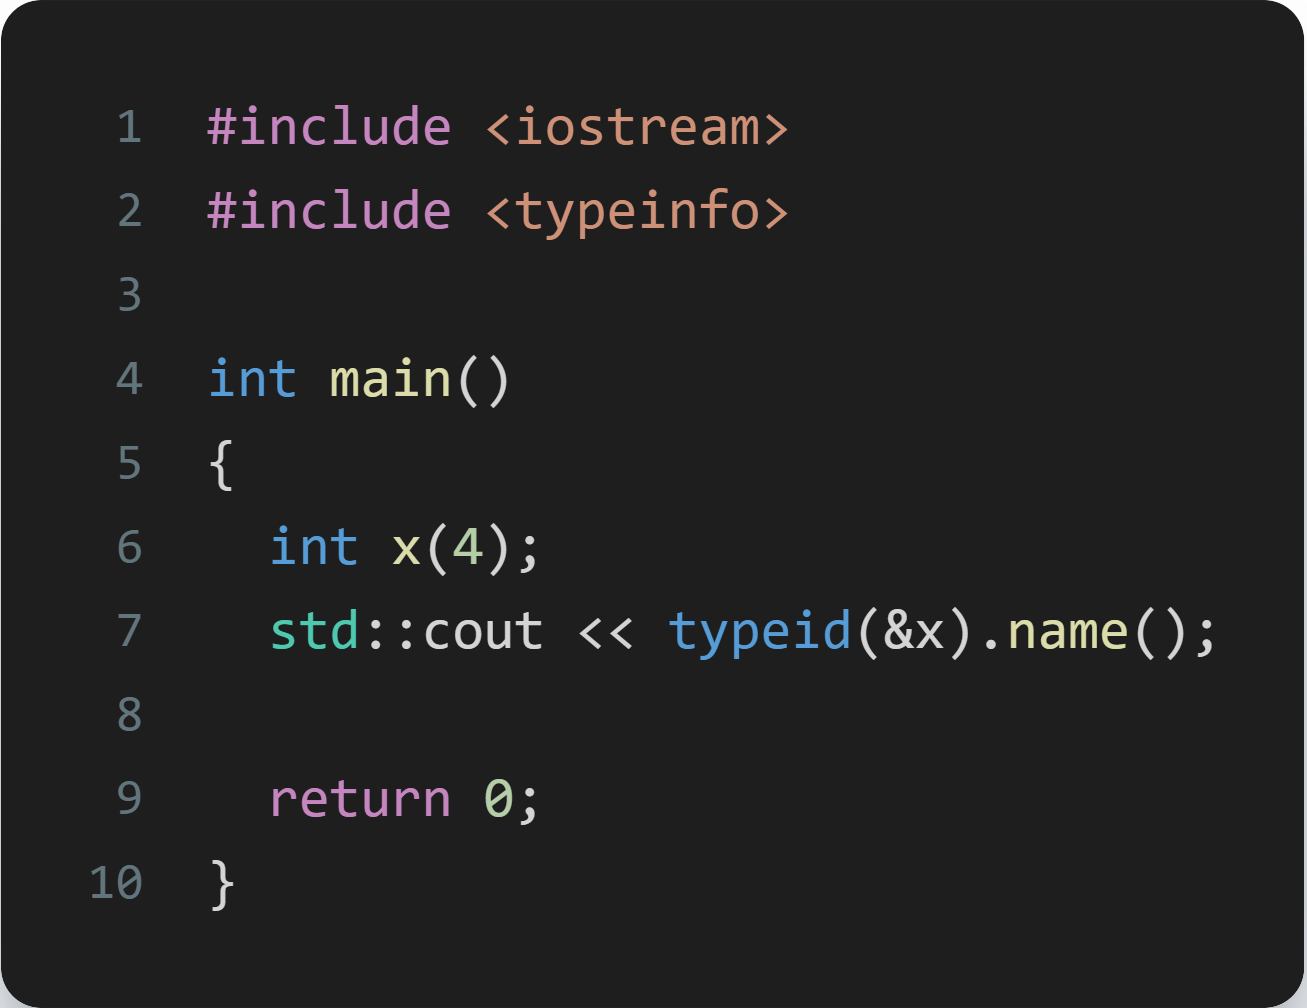 1 #include <iostream>
2 #include <typeinfo>
3
4 int main()
5 {
6   int x(4);
7   std::cout << typeid(&x).name();
8
9   return 0;
10 }